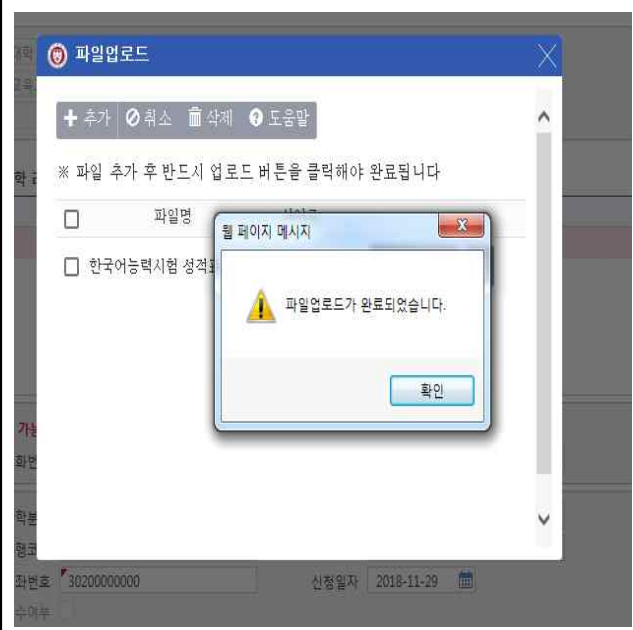 파일업로드
추가 취소 삭제 도움말
※ 파일 추가 후 반드시 업로드 버튼을 클릭해야 완료됩니다
파일명
웹 페이지 메시지
한국어능력시험 성적표
파일업로드가 완료되었습니다.
확인
좌번호 30200000000 신청일자 2018-11-29
수여부